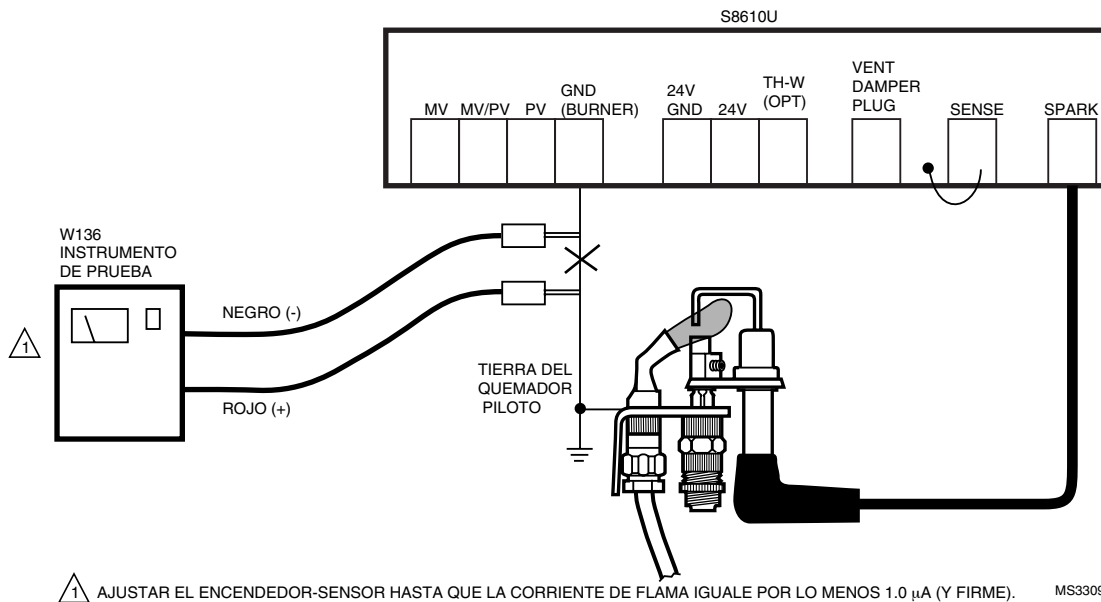 S8610U
MV MV/PV PV
GND
(BURNER)
24V
GND
24V
TH-W
(OPT)
VENT
DAMPER
PLUG
SENSE
SPARK
W136
INSTRUMENTO
DE PRUEBA
NEGRO (-)
ROJO (+)
1
TIERRA DEL
QUEMADOR
PILOTO
1 AJUSTAR EL ENCENDEDOR-SENSOR HASTA QUE LA CORRIENTE DE FLAMA IGUALE POR LO MENOS 1.0 µA (Y FIRME).
MS3309